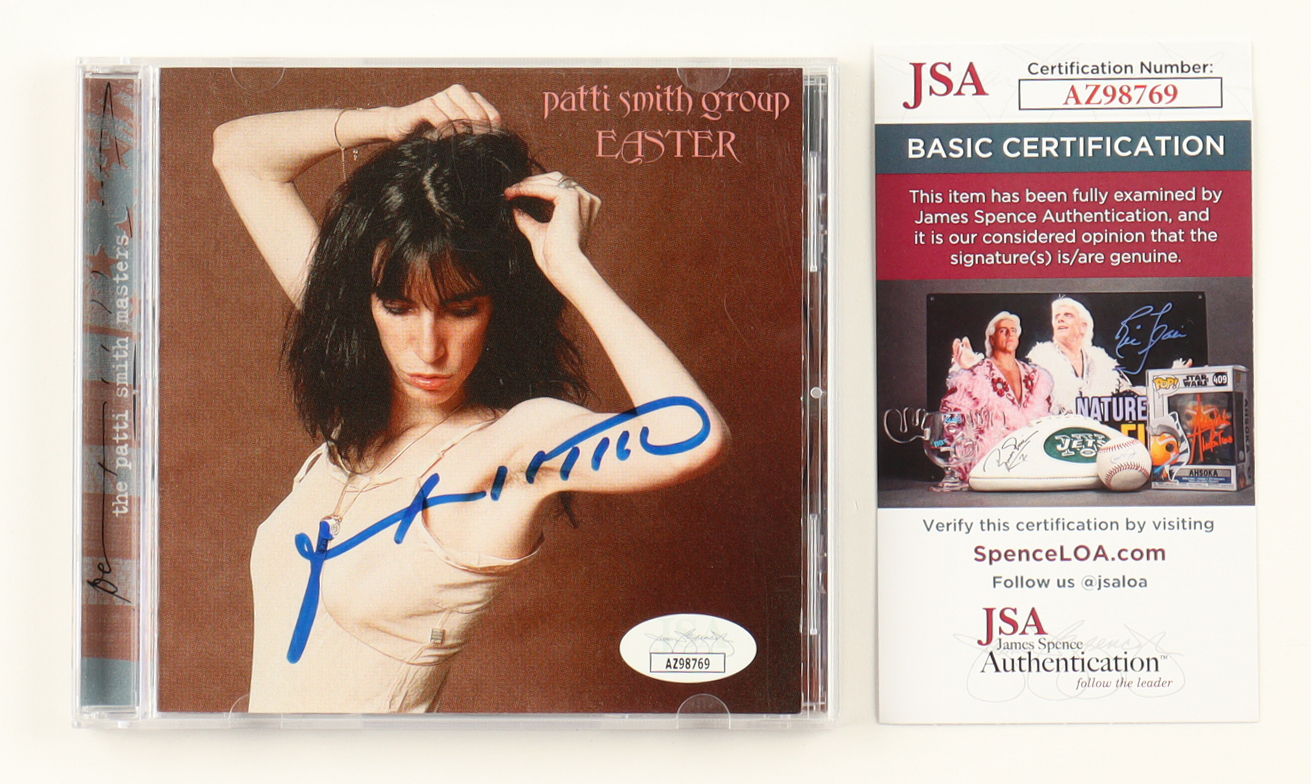 the patti smith masters
patti smith group
EASTER
AZ98769
JSA
Certification Number:
AZ98769
BASIC CERTIFICATION
This item has been fully examined by
James Spence Authentication, and
it is our considered opinion that the
signature(s) is/are genuine.
NATURE
JETS
POP!
STAR
WARS
409
AHSOKA
Verify this certification by visiting
SpenceLOA.com
Follow us @jsaloa
JSA
James Spence
Authentication™
follow the leader